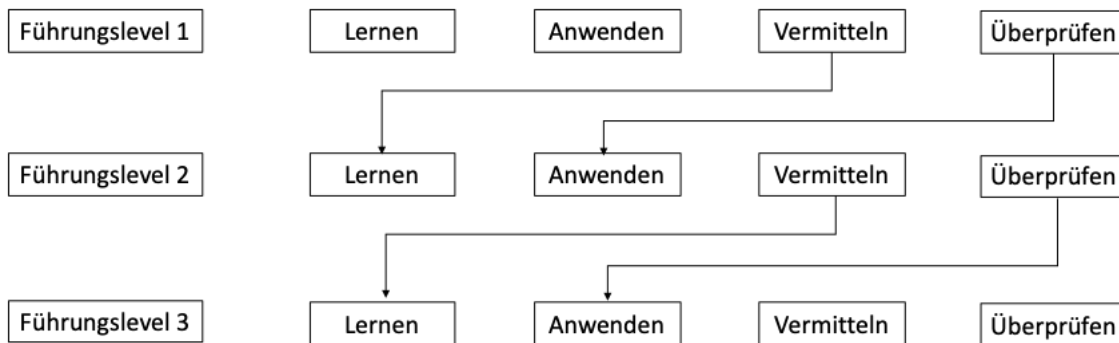 Führungslevel 1 Lernen Anwenden Vermitteln Überprüfen
Führungslevel 2 Lernen Anwenden Vermitteln Überprüfen
Führungslevel 3 Lernen Anwenden Vermitteln Überprüfen